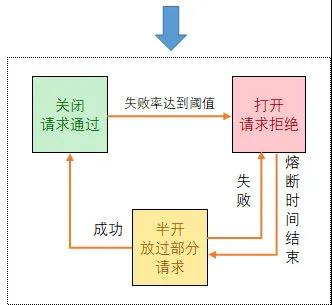 关闭
请求通过
失败率达到阈值
打开
请求拒绝
成功
半开
放过部分
请求
失败
熔断时间结束